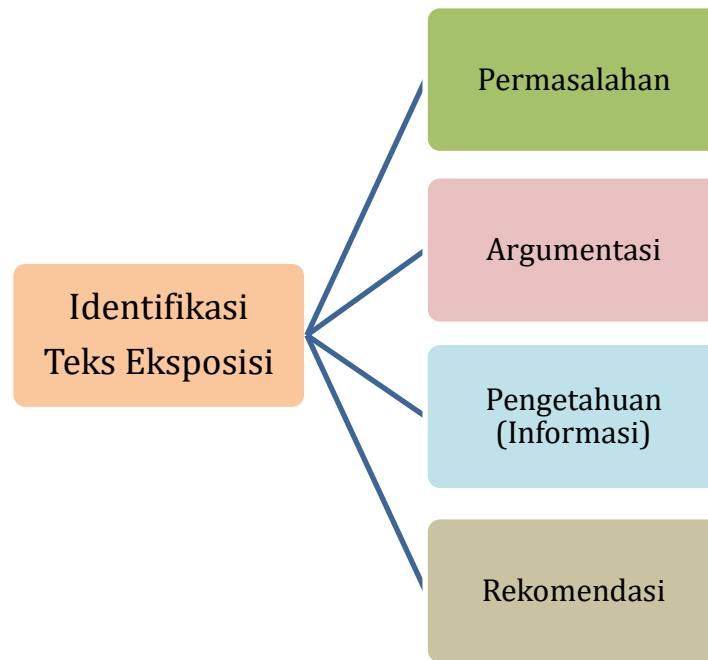 Permasalahan
Argumentasi
Identifikasi
Teks Eksposisi
Pengetahuan
(Informasi)
Rekomendasi